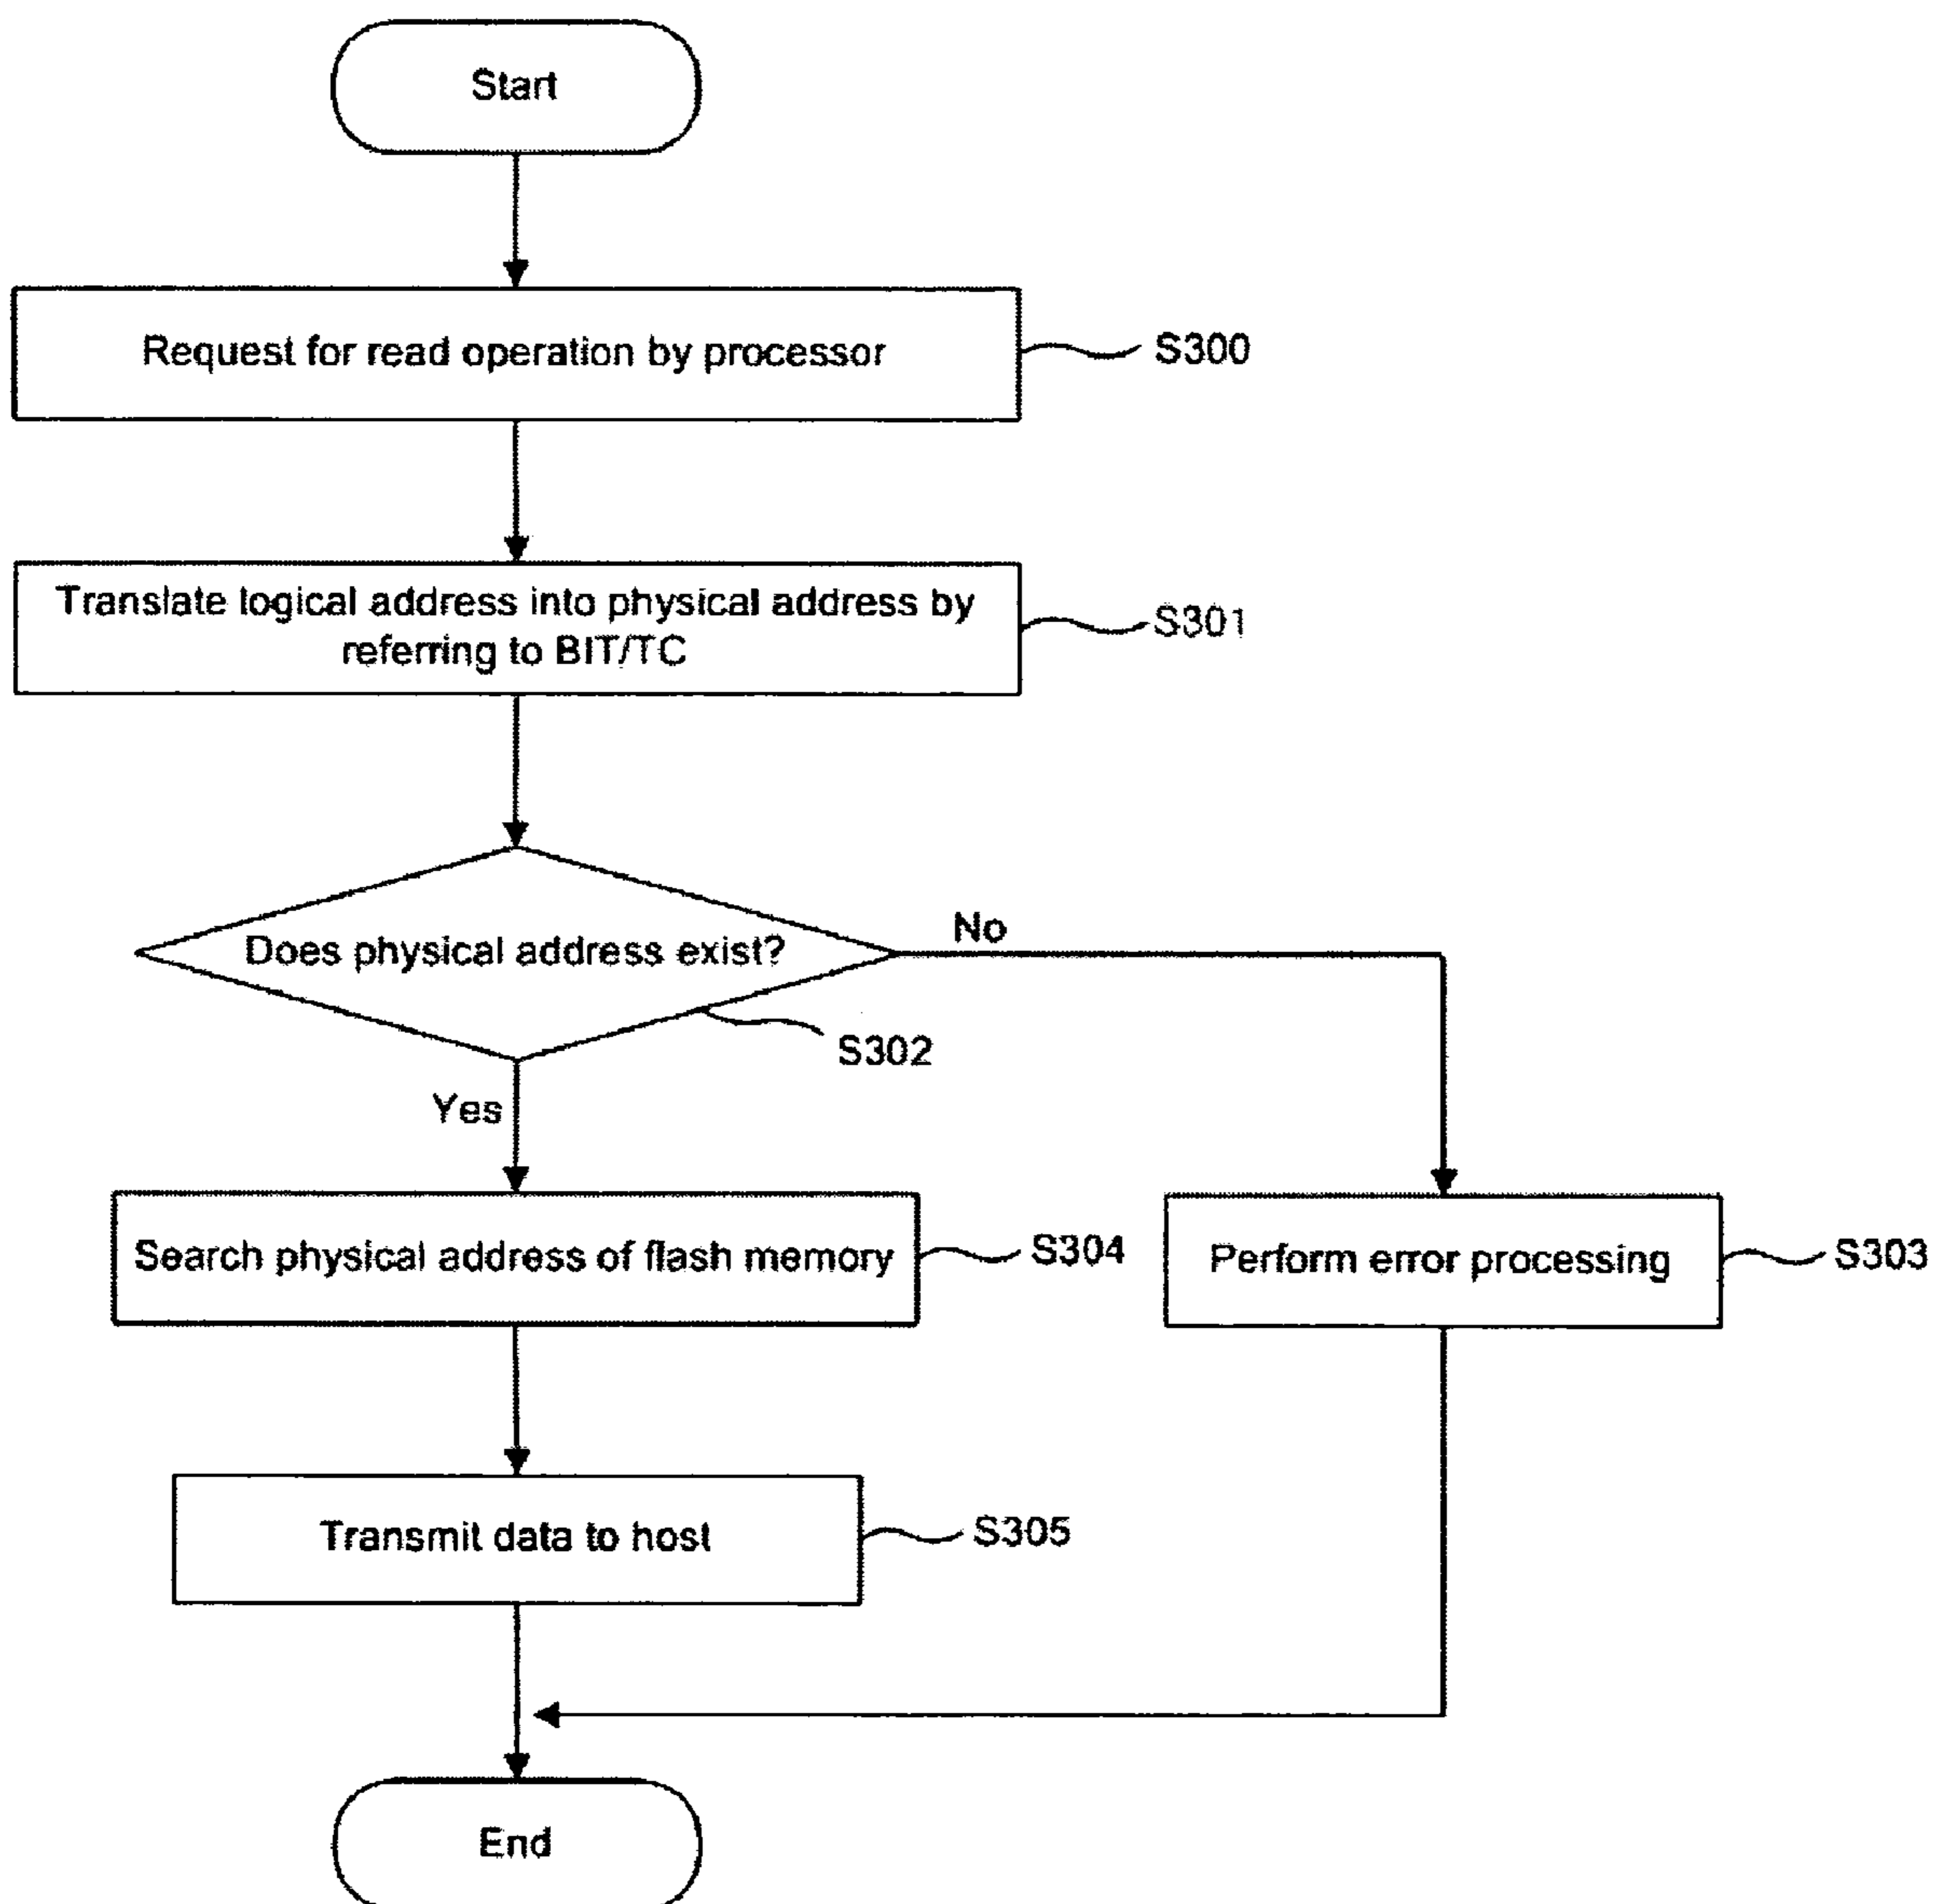 Start
Request for read operation by processor
S300
Translate logical address into physical address by
referring to BIT/TC
S301
Does physical address exist?
No
S302
Yes
Search physical address of flash memory
S304
Perform error processing
S303
Transmit data to host
S305
End